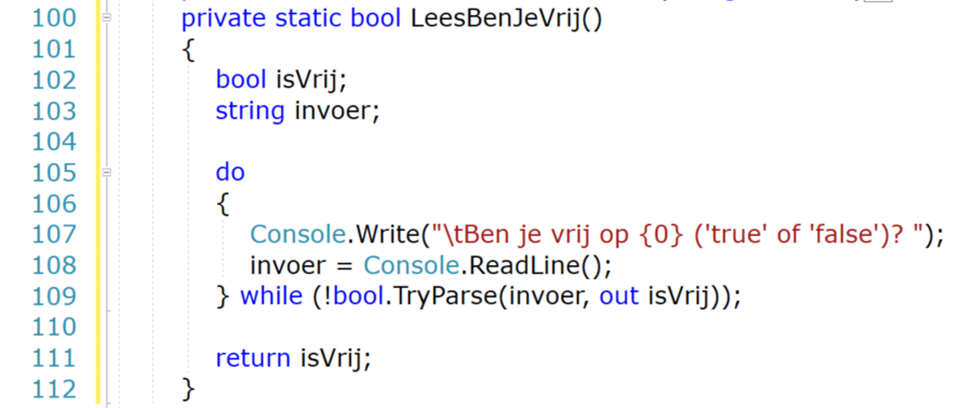 100 private static bool LeesBenJeVrij()
101 {
102 bool isVrij;
103 string invoer;
104
105 do
106 {
107 Console.Write("\tBen je vrij op {0} ('true' of 'false')? ");
108 invoer = Console.ReadLine();
109 } while (!bool.TryParse(invoer, out isVrij));
110
111 return isVrij;
112 }